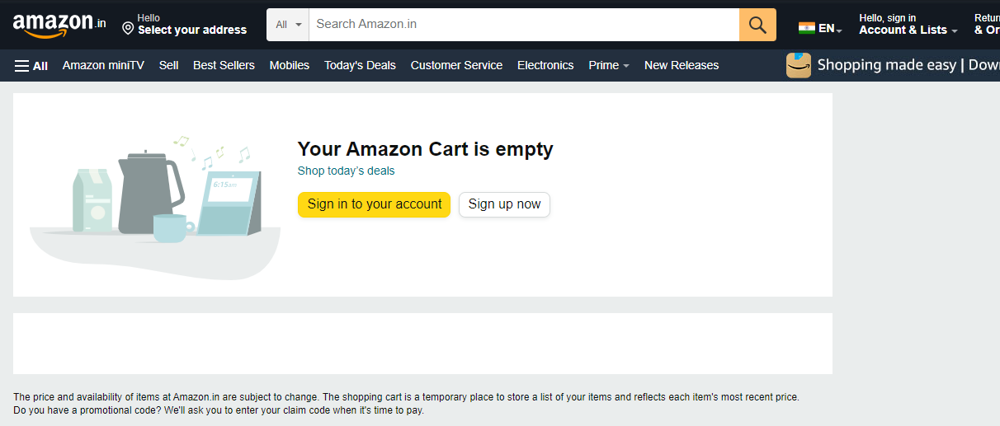 amazon.in
Hello
Select your address
All
Search Amazon.in
EN
Hello, sign in
Account & Lists
Retur
& Or
All
Amazon miniTV
Sell
Best Sellers
Mobiles
Today's Deals
Customer Service
Electronics
Prime
New Releases
Shopping made easy | Dow
6:15am
Your Amazon Cart is empty
Shop today’s deals
Sign in to your account
Sign up now
The price and availability of items at Amazon.in are subject to change. The shopping cart is a temporary place to store a list of your items and reflects each item's most recent price.
Do you have a promotional code? We'll ask you to enter your claim code when it's time to pay.